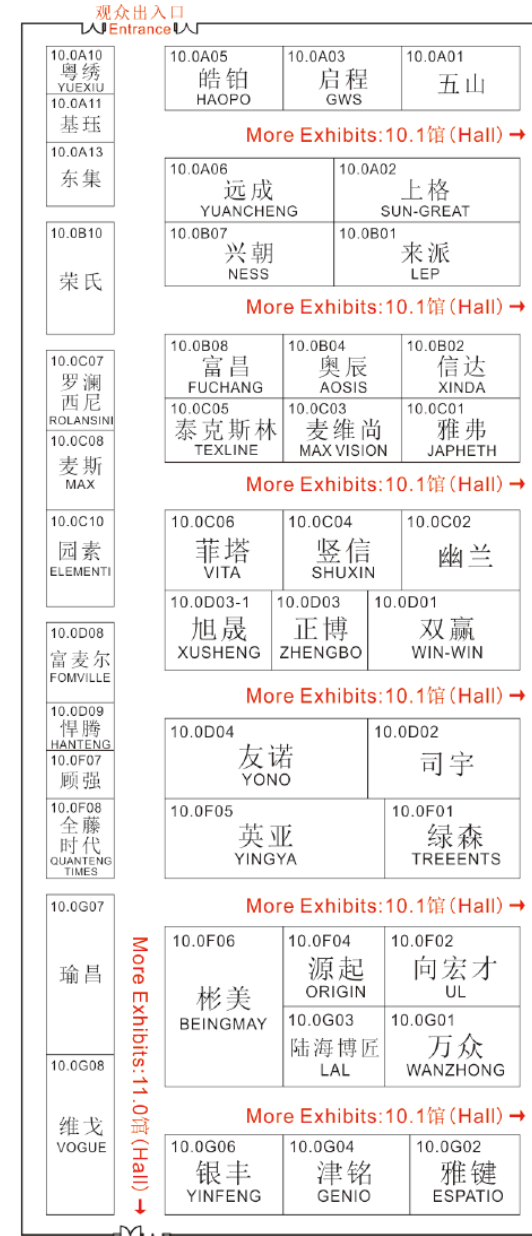 观众出入口
Entrance
10.0A10
粤绣
YUEXIU
10.0A11
基珏
10.0A13
东集
10.0B10
荣氏
10.0C07
罗澜
西尼
ROLANSINI
10.0C08
麦斯
MAX
10.0C10
园素
ELEMENTI
10.0D08
富麦尔
FOMVILLE
10.0D09
悍腾
HANTENG
10.0F07
顾强
10.0F08
全藤
时代
QUANTENG
TIMES
10.0G07
瑜昌
10.0G08
维戈
VOGUE
10.0A05
皓铂
HAOPO
10.0A03
启程
GWS
10.0A01
五山
More Exhibits:10.1馆(Hall)→
10.0A06
远成
YUANCHENG
10.0A02
上格
SUN-GREAT
10.0B07
兴朝
NESS
10.0B01
来派
LEP
More Exhibits:10.1馆(Hall)→
10.0B08
富昌
FUCHANG
10.0B04
奥辰
AOSIS
10.0B02
信达
XINDA
10.0C05
泰克斯林
TEXLINE
10.0C03
麦维尚
MAX VISION
10.0C01
雅弗
JAPHETH
More Exhibits:10.1馆(Hall)→
10.0C06
菲塔
VITA
10.0C04
竖信
SHUXIN
10.0C02
幽兰
10.0D03-1
旭晟
XUSHENG
10.0D03
正博
ZHENGBO
10.0D01
双赢
WIN-WIN
More Exhibits:10.1馆(Hall)→
10.0D04
友诺
YONO
10.0D02
司宇
10.0F05
英亚
YINGYA
10.0F01
绿森
TREEENTS
More Exhibits:10.1馆(Hall)→
More Exhibits:11.0馆(Hall)→
10.0F06
彬美
BEINGMAY
10.0F04
源起
ORIGIN
10.0F02
向宏才
UL
10.0G03
陆海博匠
LAL
10.0G01
万众
WANZHONG
More Exhibits:10.1馆(Hall)→
10.0G06
银丰
YINFENG
10.0G04
津铭
GENIO
10.0G02
雅键
ESPATIO